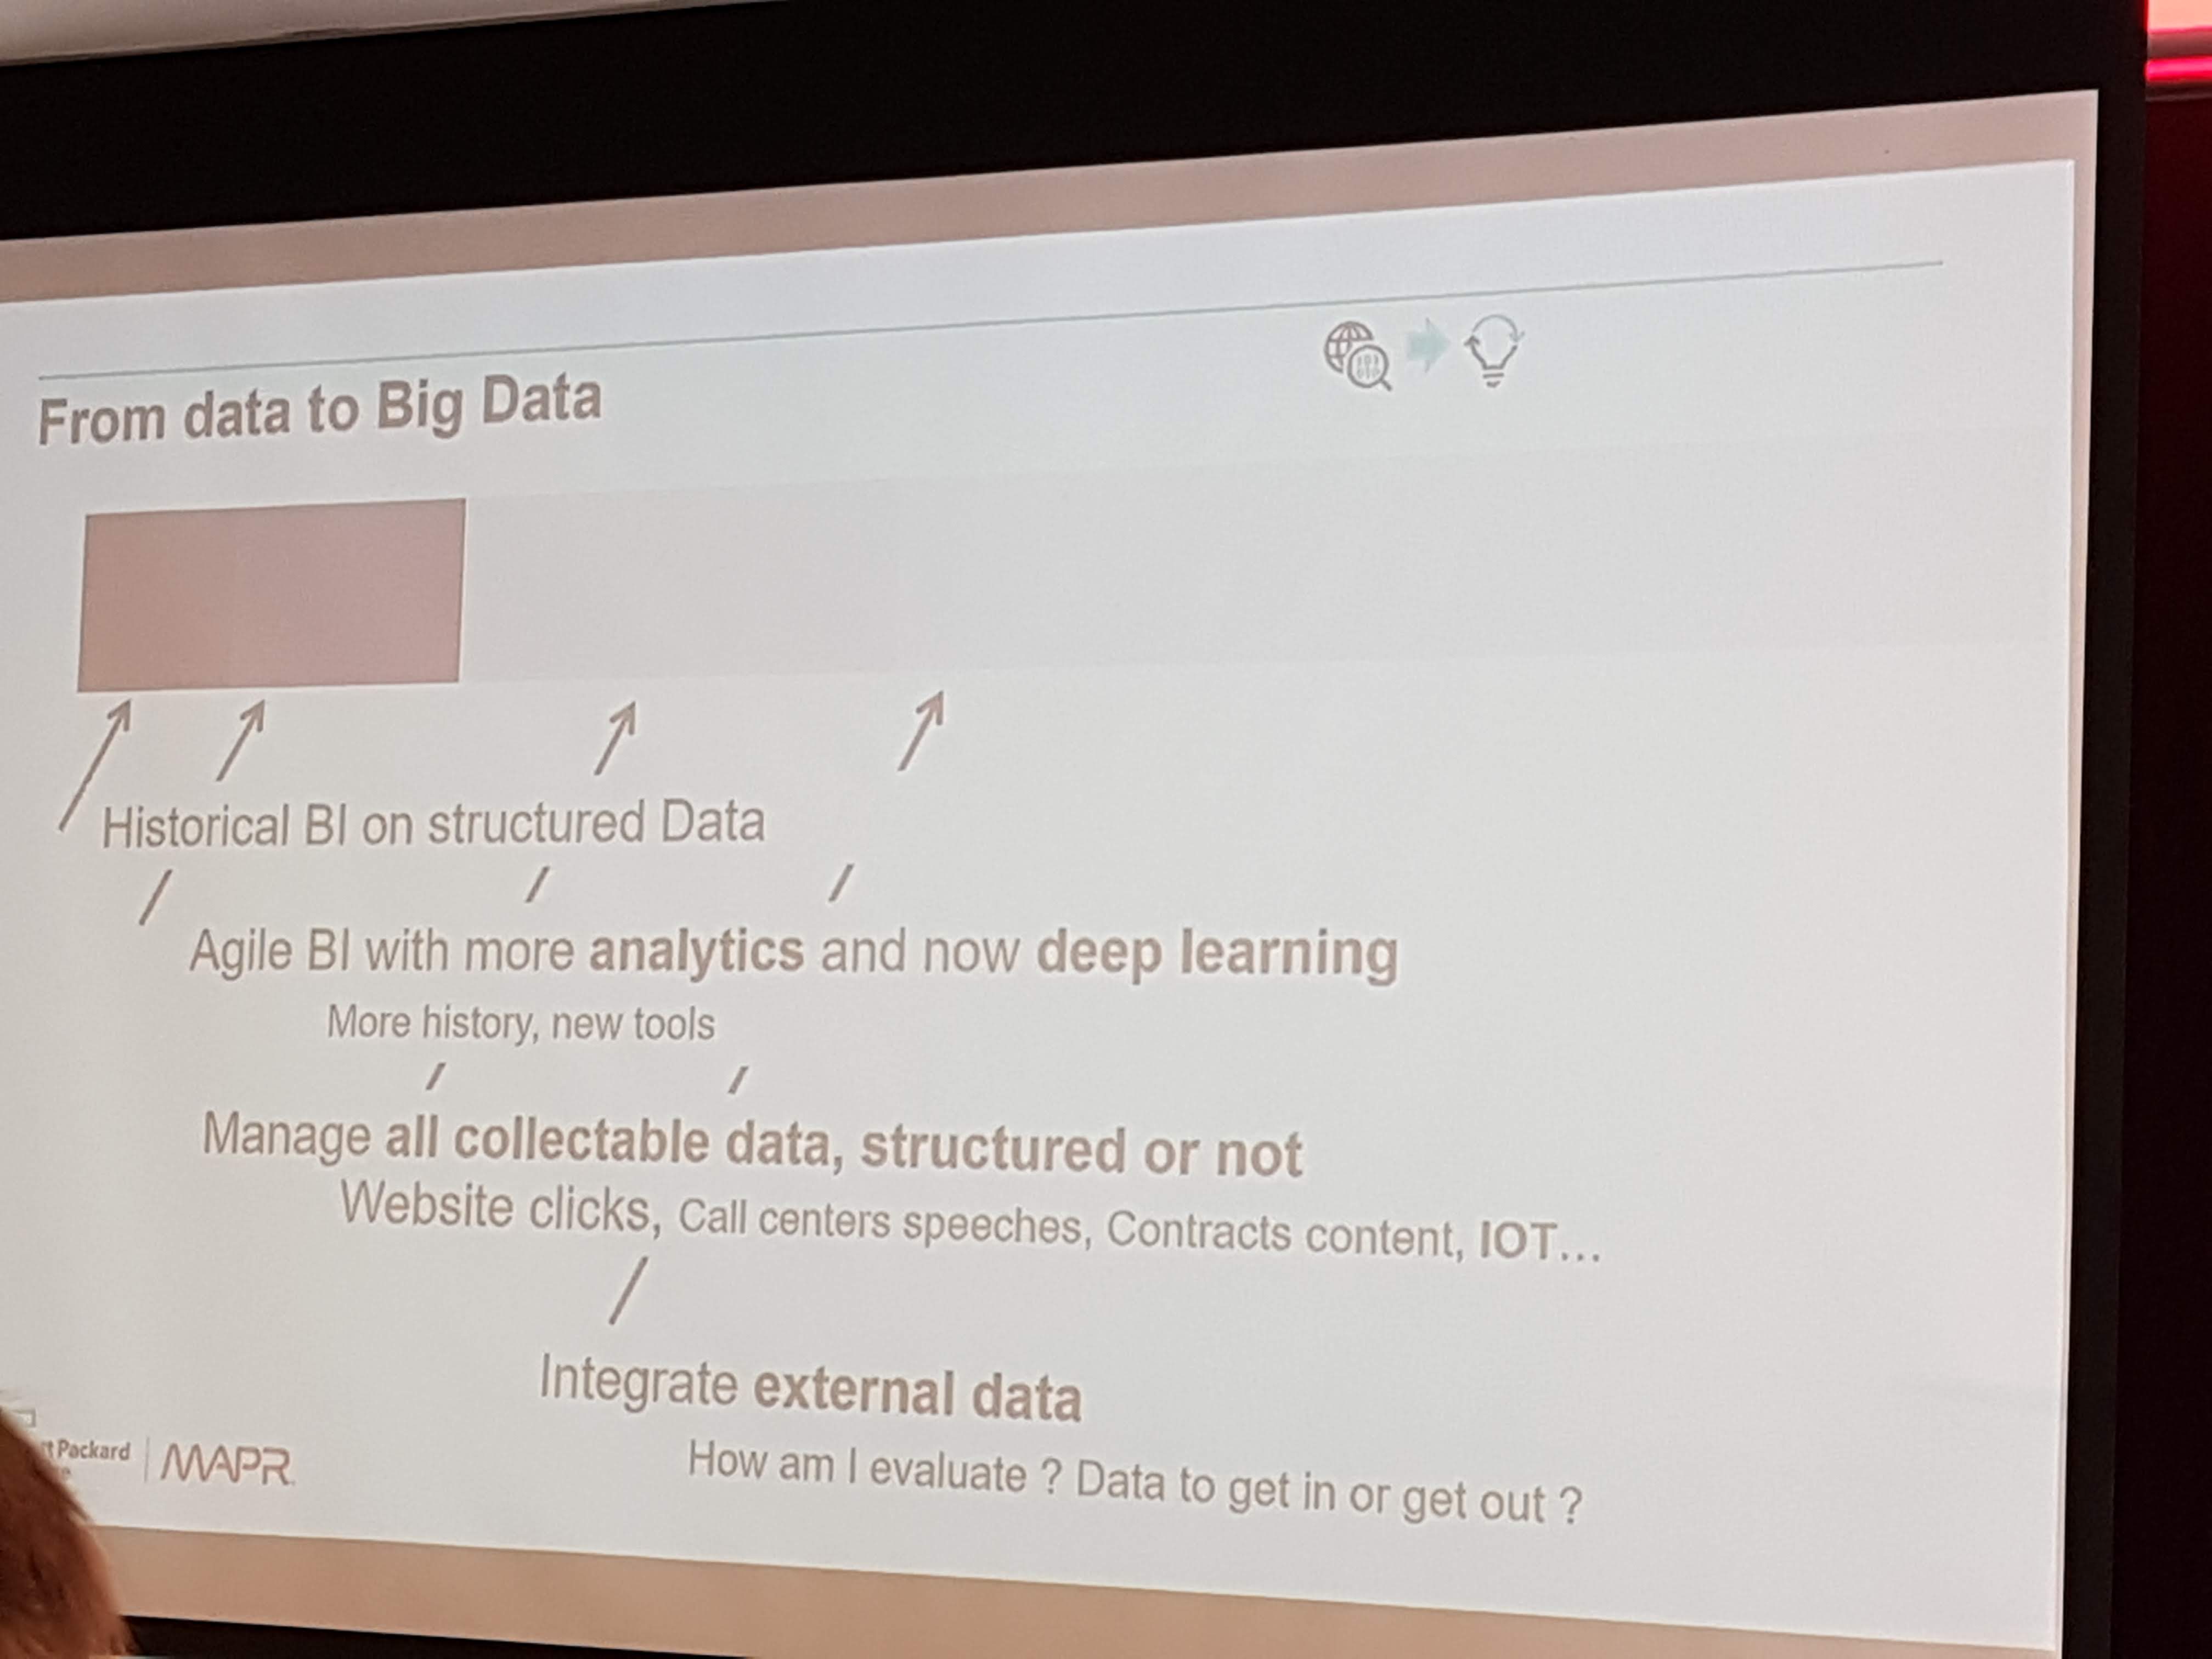 From data to Big Data
Historical BI on structured Data
Agile BI with more analytics and now deep learning
More history, new tools
Manage all collectable data, structured or not
Website clicks, Call centers speeches, Contracts content, IOT...
Integrate external data
How am I evaluate ? Data to get in or get out ?
Packard
MAPR